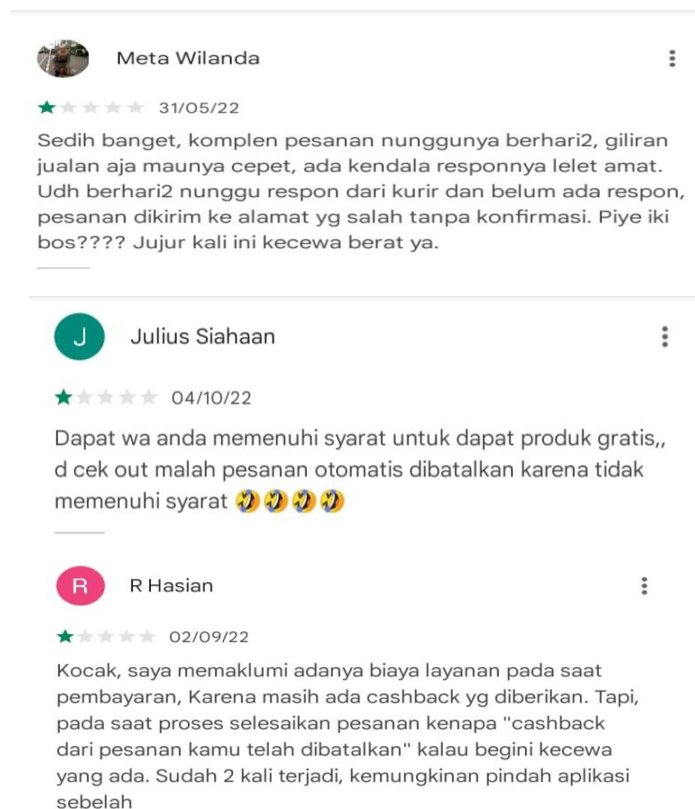 Meta Wilanda
31/05/22
Sedih banget, komplen pesanan nunggunya berhari2, giliran
jualan aja maunya cepet, ada kendala responnya lelet amat.
Udh berhari2 nunggu respon dari kurir dan belum ada respon,
pesanan dikirim ke alamat yg salah tanpa konfirmasi. Piye iki
bos???? Jujur kali ini kecewa berat ya.
J
Julius Siahaan
04/10/22
Dapat wa anda memenuhi syarat untuk dapat produk gratis,,
d cek out malah pesanan otomatis dibatalkan karena tidak
memenuhi syarat 🤣🤣🤣🤣
R
R Hasian
02/09/22
Kocak, saya memaklumi adanya biaya layanan pada saat
pembayaran, Karena masih ada cashback yg diberikan. Tapi,
pada saat proses selesaikan pesanan kenapa "cashback
dari pesanan kamu telah dibatalkan" kalau begini kecewa
yang ada. Sudah 2 kali terjadi, kemungkinan pindah aplikasi
sebelah